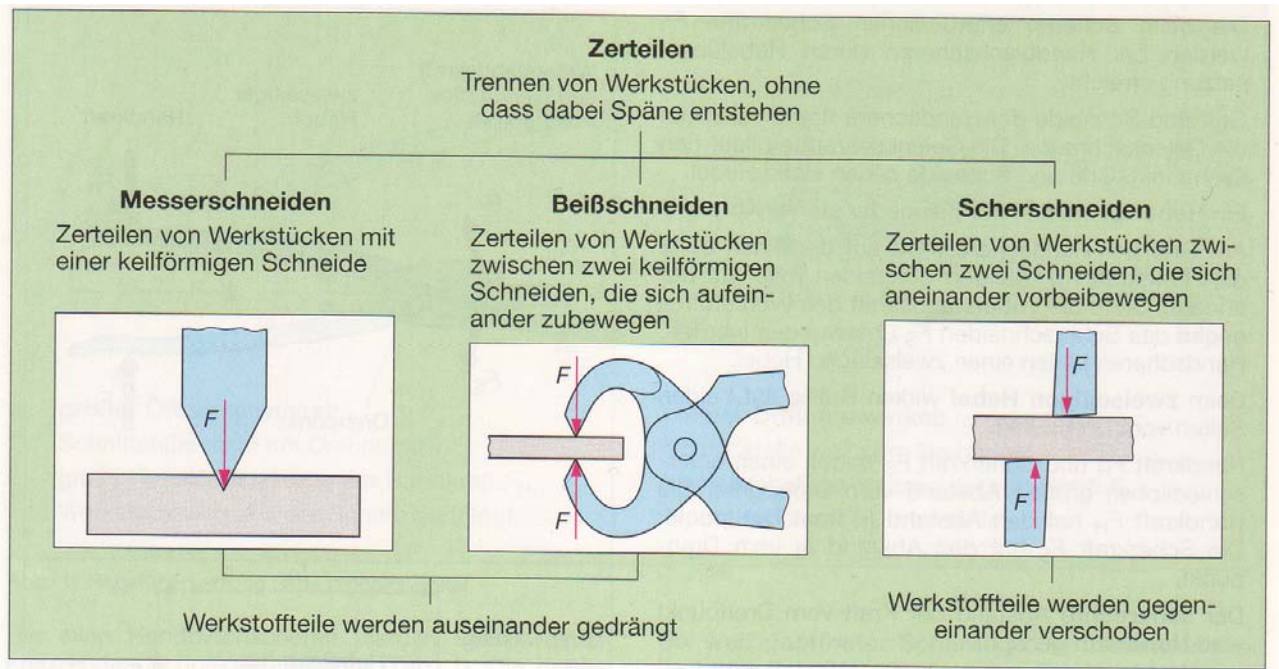 Zerteilen
Trennen von Werkstücken, ohne
dass dabei Späne entstehen
Messerschneiden
Zerteilen von Werkstücken mit
einer keilförmigen Schneide
F
Beißschneiden
Zerteilen von Werkstücken
zwischen zwei keilförmigen
Schneiden, die sich aufein-
ander zubewegen
F
F
Scherschneiden
Zerteilen von Werkstücken zwi-
schen zwei Schneiden, die sich
aneinander vorbeibewegen
F
F
Werkstoffteile werden auseinander gedrängt
Werkstoffteile werden gegen-
einander verschoben